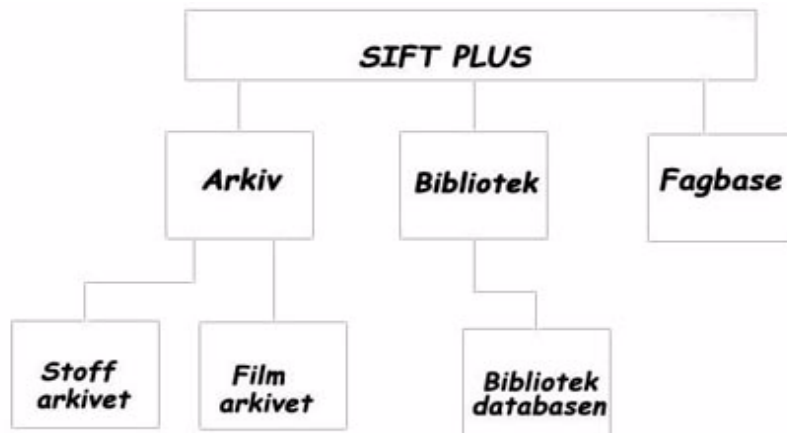 SIFT PLUS
Arkiv
Bibliotek
Fagbase
Stoff
arkivet
Film
arkivet
Bibliotek
databasen